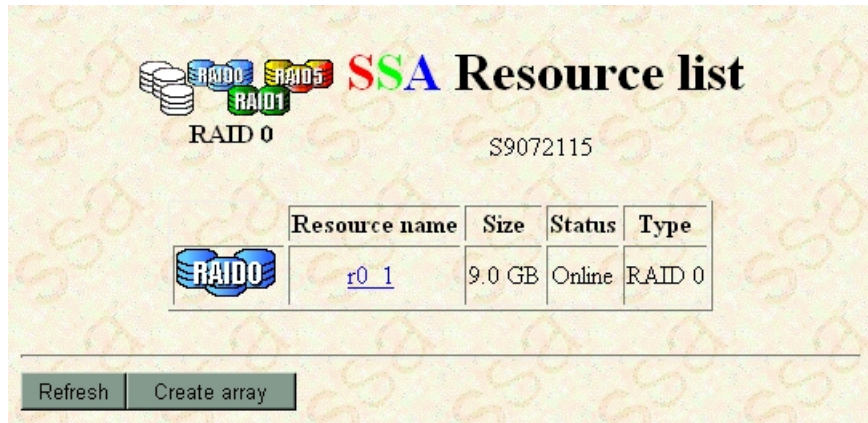 RAID0 RAID5 SSA Resource list
RAID1
RAID 0
S9072115
Resource name Size Status Type
RAID0 r0_1 9.0 GB Online RAID 0
Refresh Create array